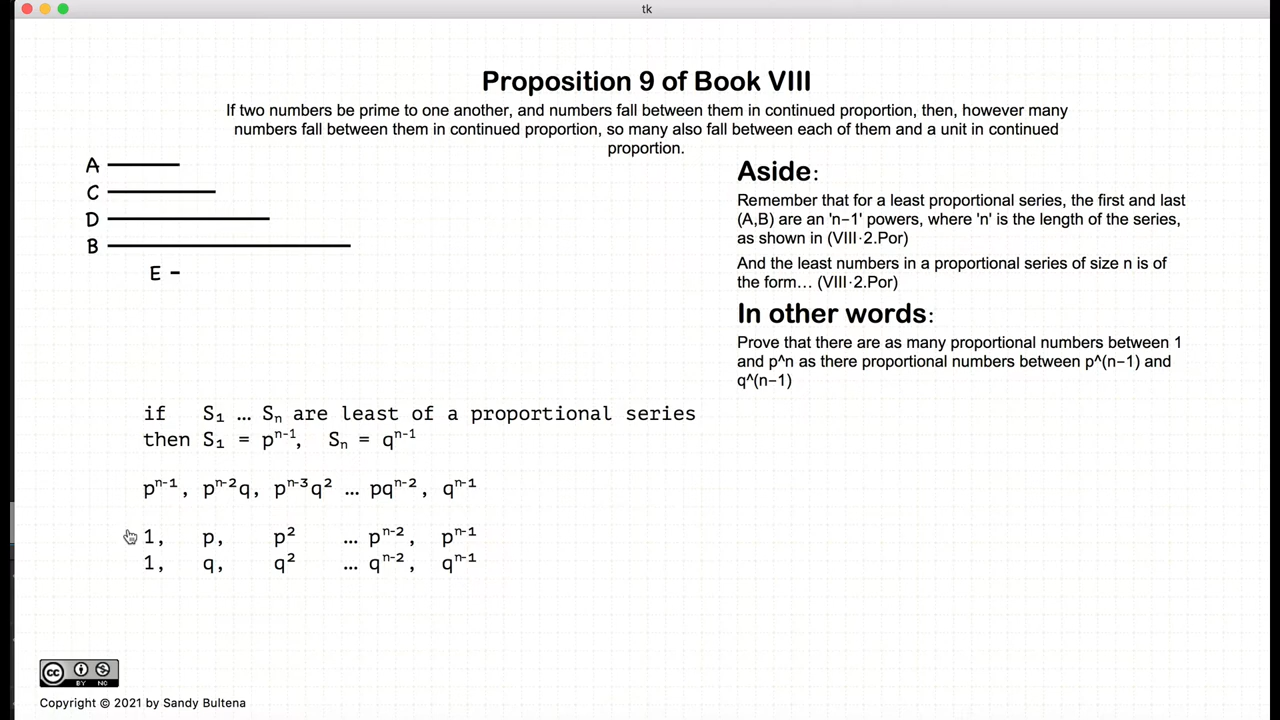 tk
Proposition 9 of Book VIII
If two numbers be prime to one another, and numbers fall between them in continued proportion, then, however many
numbers fall between them in continued proportion, so many also fall between each of them and a unit in continued
proportion.
A
C
D
B
E
Aside:
Remember that for a least proportional series, the first and last
(A,B) are an 'n−1' powers, where 'n' is the length of the series,
as shown in (VIII·2.Por)
And the least numbers in a proportional series of size n is of
the form… (VIII·2.Por)
In other words:
Prove that there are as many proportional numbers between 1
and p^n as there proportional numbers between p^(n−1) and
q^(n−1)
if S₁ … Sₙ are least of a proportional series
then S₁ = pⁿ⁻¹, Sₙ = qⁿ⁻¹
pⁿ⁻¹, pⁿ⁻²q, pⁿ⁻³q² … pqⁿ⁻², qⁿ⁻¹
1, p, p² … pⁿ⁻², pⁿ⁻¹
1, q, q² … qⁿ⁻², qⁿ⁻¹
cc BY NC
Copyright © 2021 by Sandy Bultena